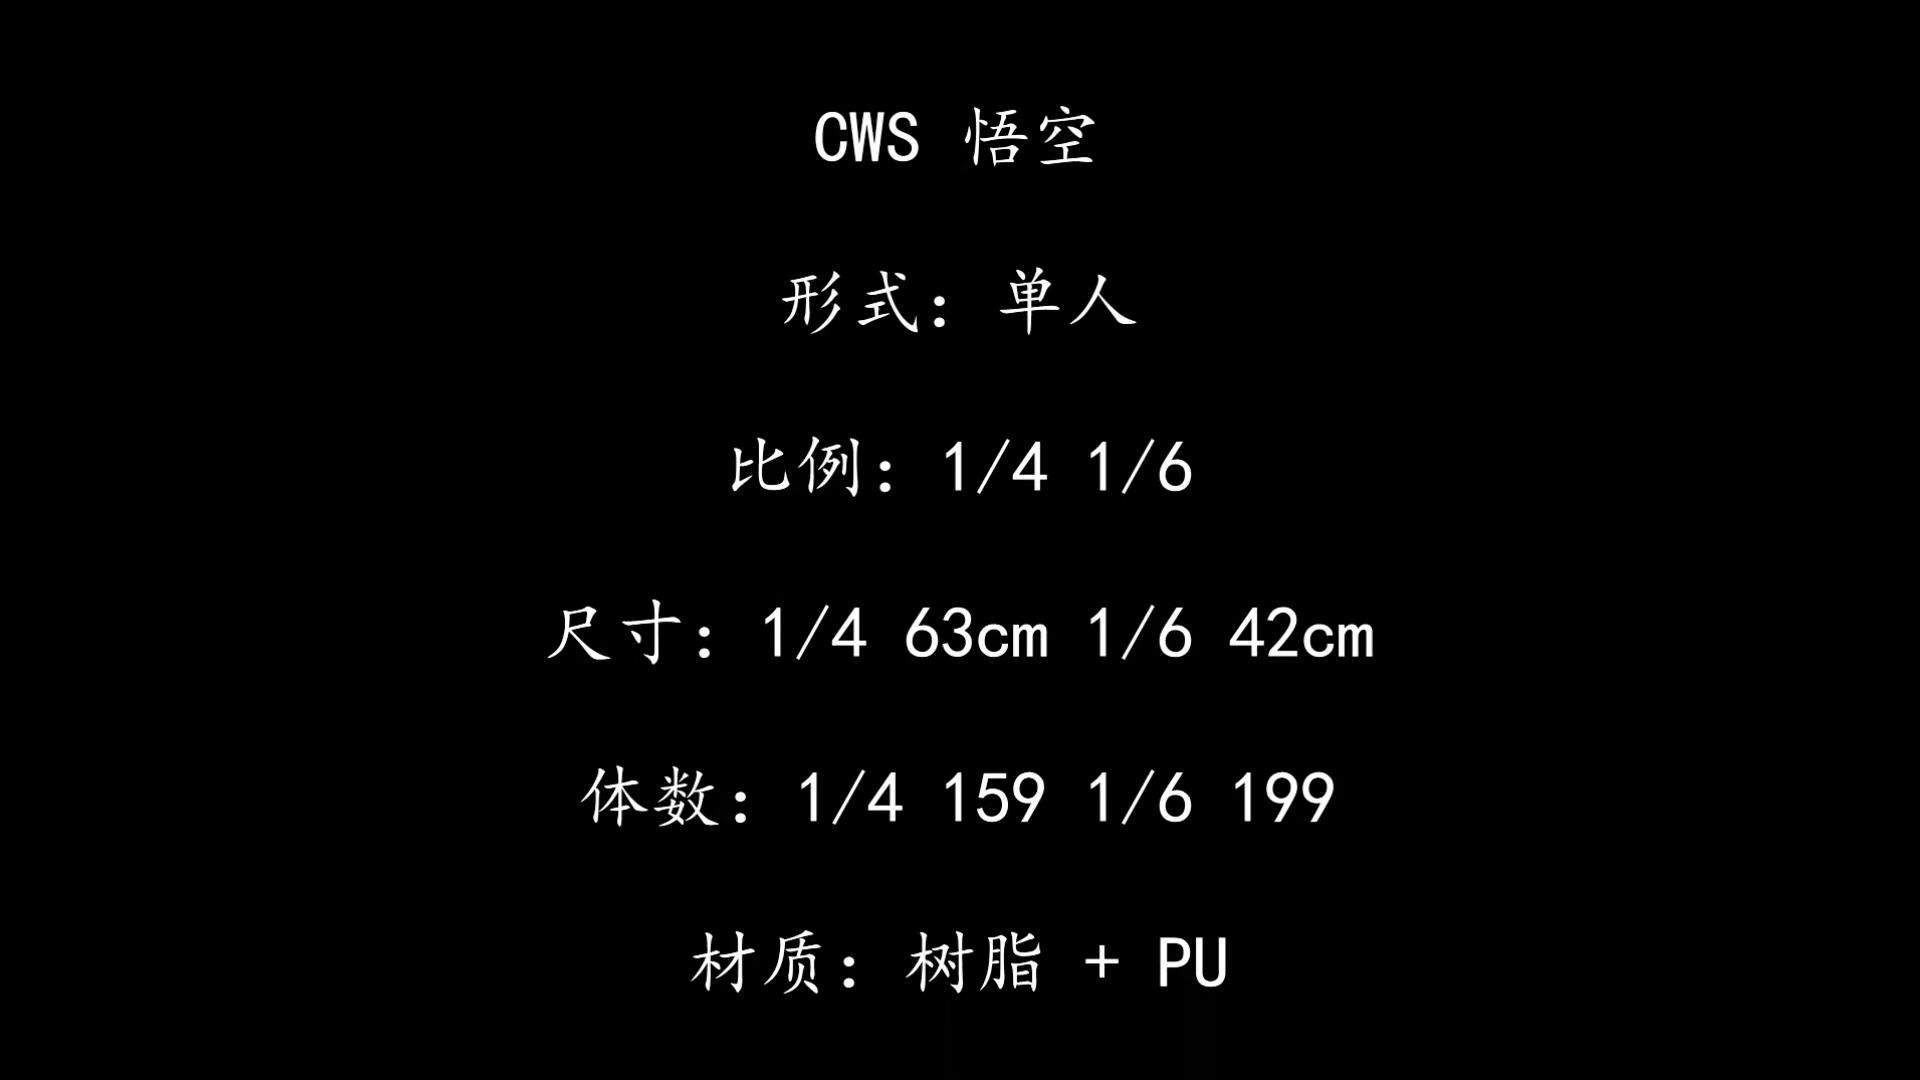 CWS 悟空
形式：单人
比例：1/4 1/6
尺寸：1/4 63cm 1/6 42cm
体数：1/4 159 1/6 199
材质：树脂 + PU